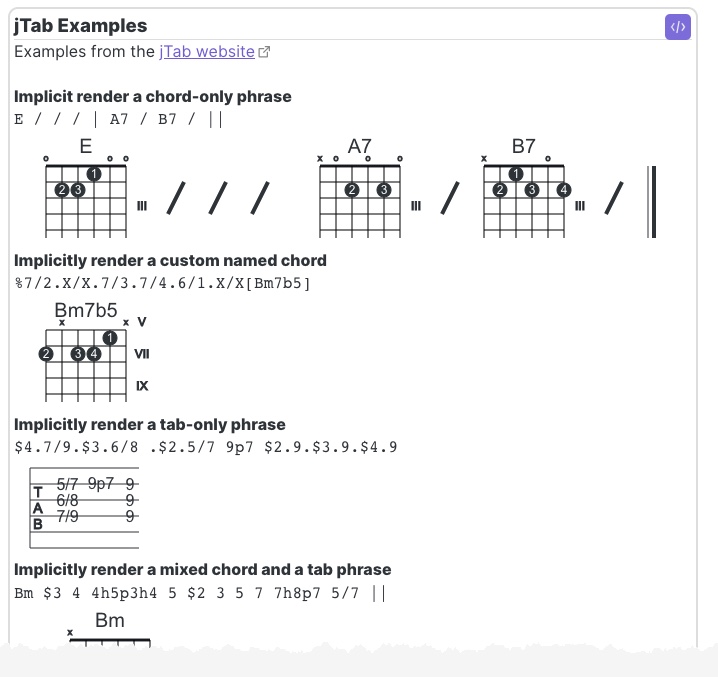 jTab Examples
</>
Examples from the jTab website
Implicit render a chord-only phrase
E / / / | A7 / B7 / ||
E A7 B7
o o o x o o o x o
1 1
2 3 2 3 2 3 4
III III III
Implicitly render a custom named chord
%7/2.X/X.7/3.7/4.6/1.X/X[Bm7b5]
Bm7b5
x x V
1
2 3 4 VII
IX
Implicitly render a tab-only phrase
$4.7/9.$3.6/8 .$2.5/7 9p7 $2.9.$3.9.$4.9
5/7 9p7 9
T
6/8 9
A
7/9 9
B
Implicitly render a mixed chord and a tab phrase
Bm $3 4 4h5p3h4 5 $2 3 5 7 7h8p7 5/7 ||
Bm
x